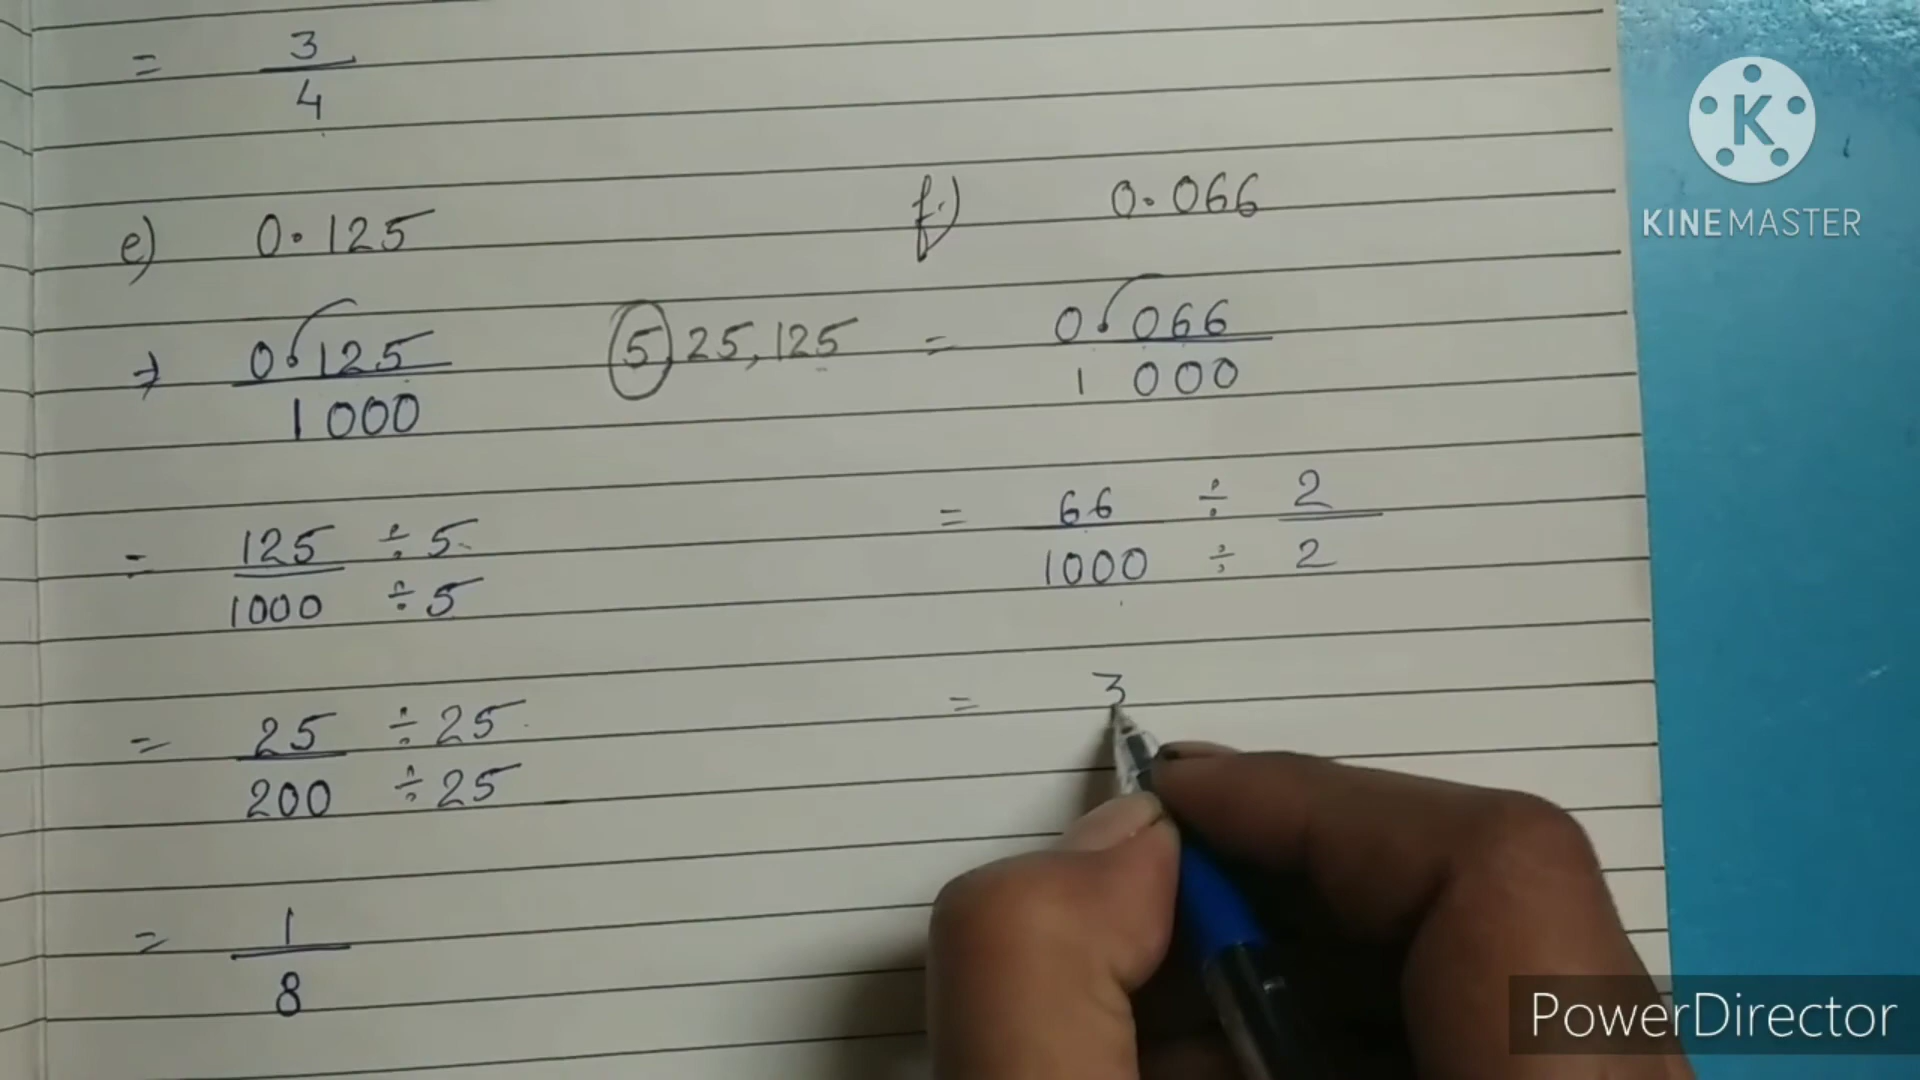 = 3/4
e) 0.125
⇒ 0.125/1000 5, 25, 125
= 125 ÷ 5 / 1000 ÷ 5
= 25 ÷ 25 / 200 ÷ 25
= 1/8
f.) 0.066
= 0.066/1000
= 66 ÷ 2 / 1000 ÷ 2
= 3
K
KINEMASTER
PowerDirector